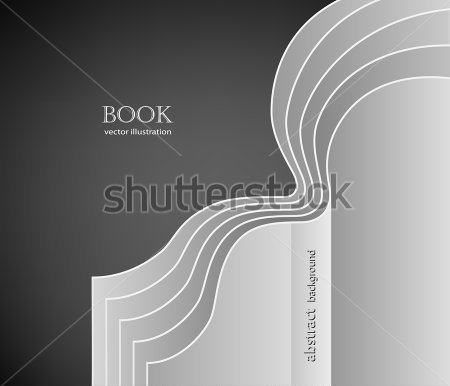 BOOK
vector illustration
shutterstock
abstract background